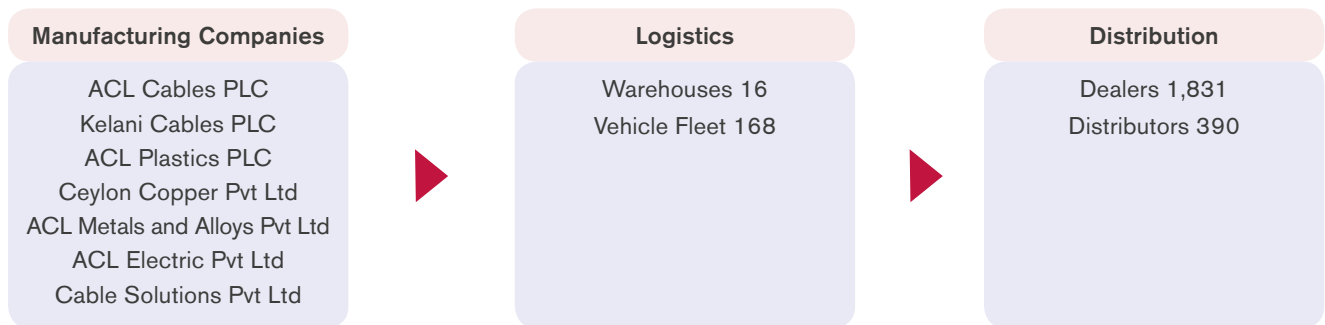 Manufacturing Companies
ACL Cables PLC
Kelani Cables PLC
ACL Plastics PLC
Ceylon Copper Pvt Ltd
ACL Metals and Alloys Pvt Ltd
ACL Electric Pvt Ltd
Cable Solutions Pvt Ltd
Logistics
Warehouses 16
Vehicle Fleet 168
Distribution
Dealers 1,831
Distributors 390